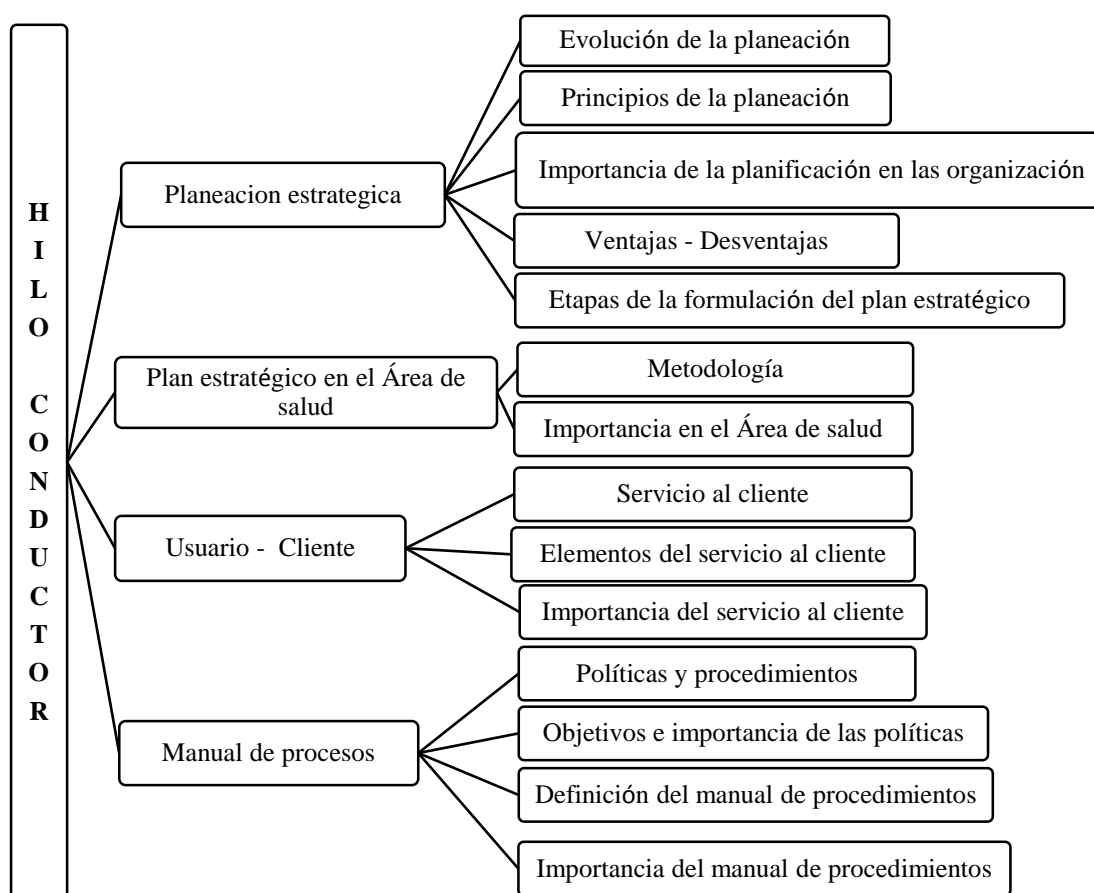 HILO CONDUCTOR
Planeacion estrategica
Evolución de la planeación
Principios de la planeación
Importancia de la planificación en las organización
Ventajas - Desventajas
Etapas de la formulación del plan estratégico
Plan estratégico en el Área de
salud
Metodología
Importancia en el Área de salud
Usuario - Cliente
Servicio al cliente
Elementos del servicio al cliente
Importancia del servicio al cliente
Manual de procesos
Políticas y procedimientos
Objetivos e importancia de las políticas
Definición del manual de procedimientos
Importancia del manual de procedimientos